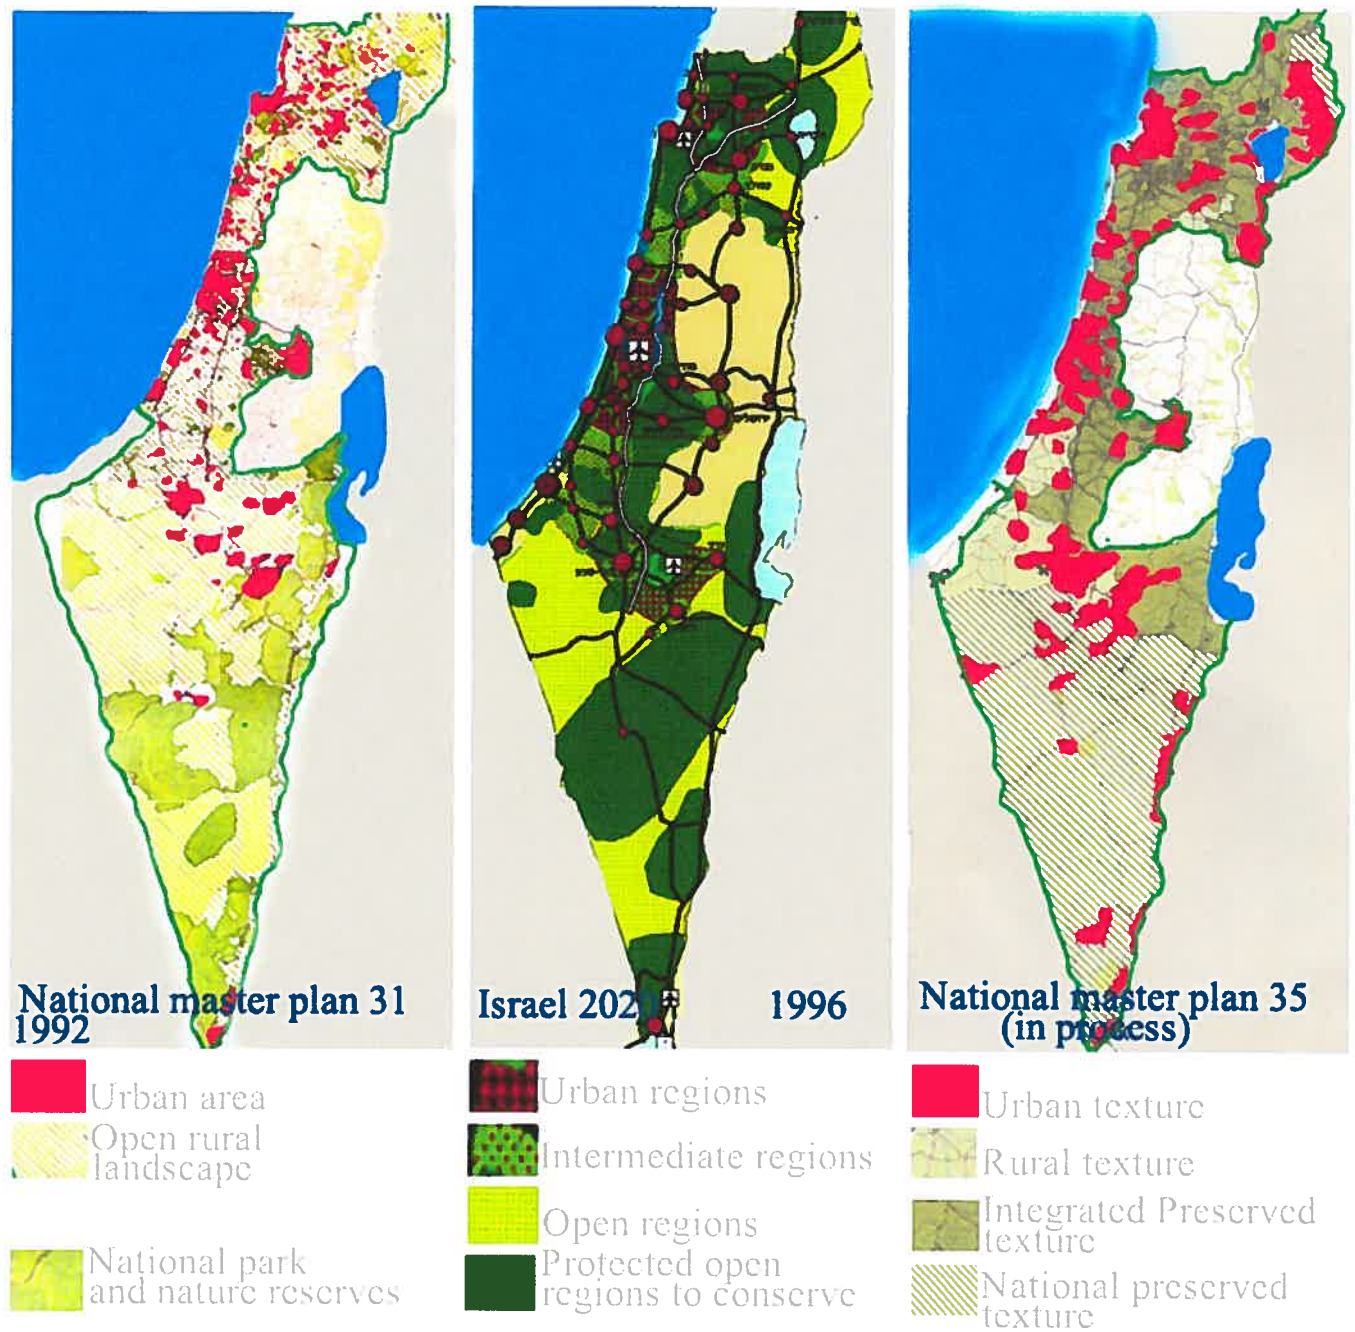 National master plan 31
1992
Urban area
Open rural
landscape
National park
and nature reserves
Israel 2020 1996
Urban regions
Intermediate regions
Open regions
Protected open
regions to conserve
National master plan 35
(in process)
Urban texture
Rural texture
Integrated Preserved
texture
National preserved
texture